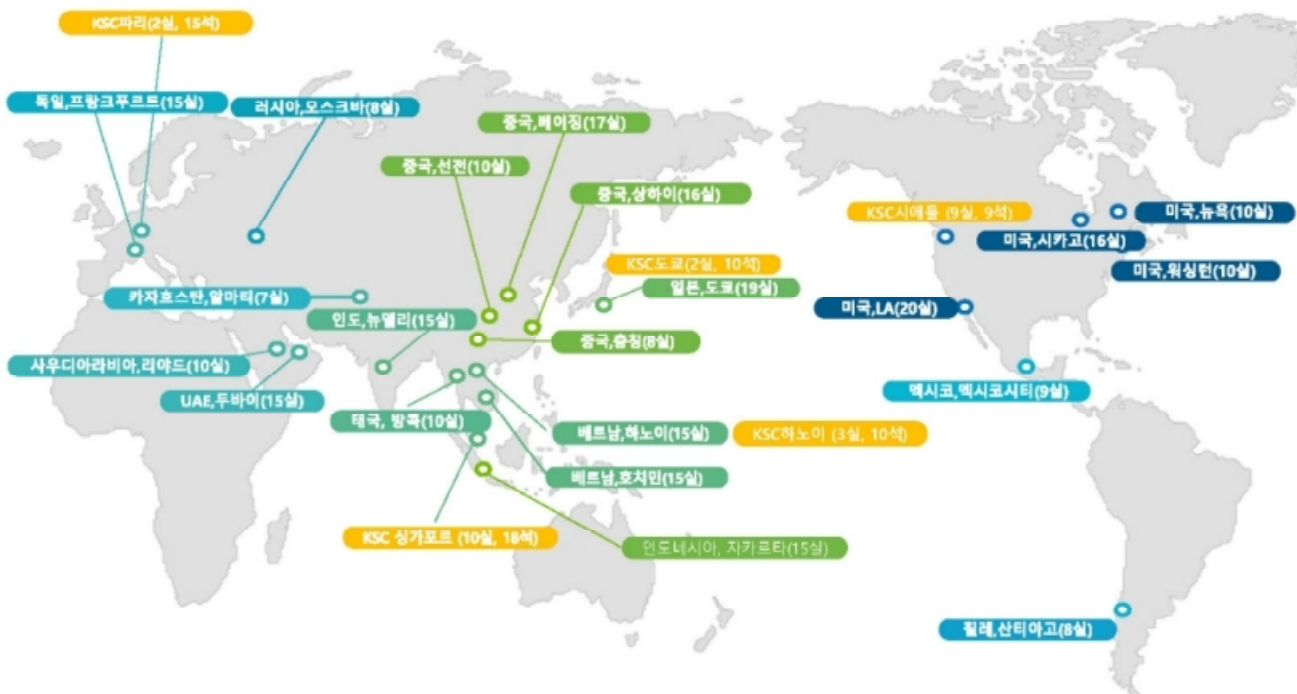 KSC파리(2실, 15석)
독일,프랑크푸르트(15실)
러시아,모스크바(8실)
중국,베이징(17실)
중국,선전(10실)
중국,상하이(16실)
KSC시애틀 (9실, 9석)
미국,뉴욕(10실)
미국,시카고(16실)
미국,워싱턴(10실)
KSC도쿄(2실, 10석)
일본,도쿄(19실)
카자흐스탄,알마티(7실)
인도,뉴델리(15실)
미국,LA(20실)
중국,충칭(8실)
사우디아라비아,리야드(10실)
UAE,두바이(15실)
멕시코,멕시코시티(9실)
태국, 방콕(10실)
베트남,하노이(15실)
KSC하노이 (3실, 10석)
베트남,호치민(15실)
KSC 싱가포르 (10실, 18석)
인도네시아, 자카르타(15실)
칠레,산티아고(8실)